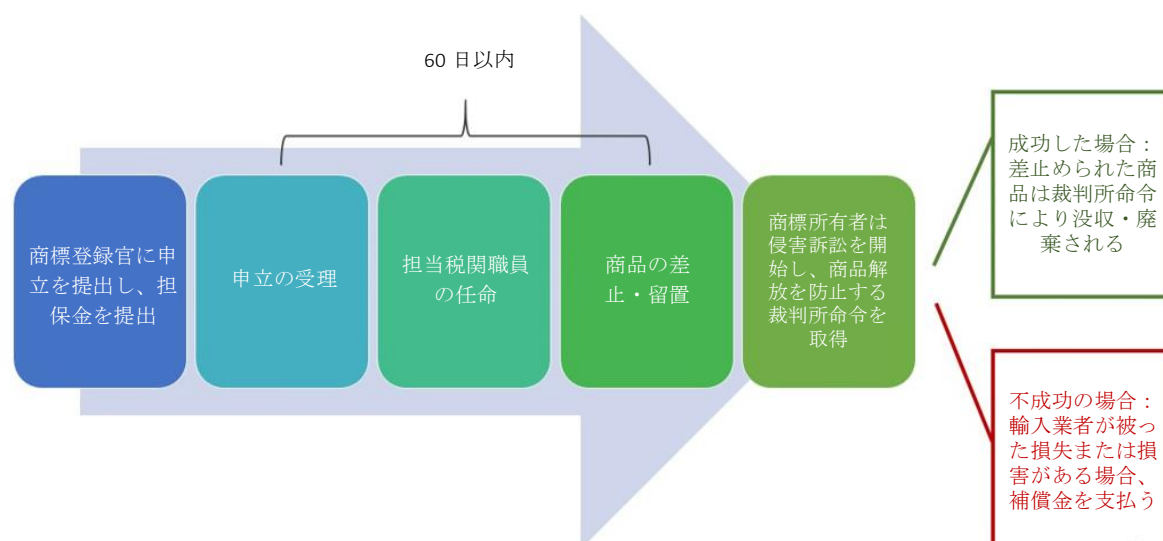 60 日以内
商標登録官に申
立を提出し、担
保金を提出
申立の受理
担当税関職員
の任命
商品の差
止・留置
商標所有者は
侵害訴訟を開
始し、商品解
放を防止する
裁判所命令を
取得
成功した場合：
差止められた商
品は裁判所命令
により没収・廃
棄される
不成功の場合：
輸入業者が被っ
た損失または損
害がある場合、
補償金を支払う